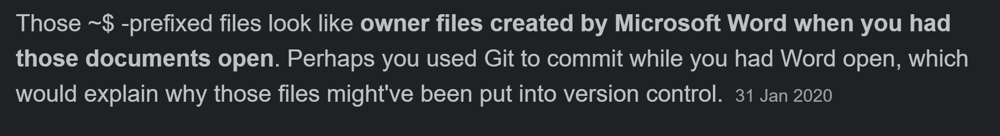 Those ~$ -prefixed files look like owner files created by Microsoft Word when you had
those documents open. Perhaps you used Git to commit while you had Word open, which
would explain why those files might've been put into version control. 31 Jan 2020